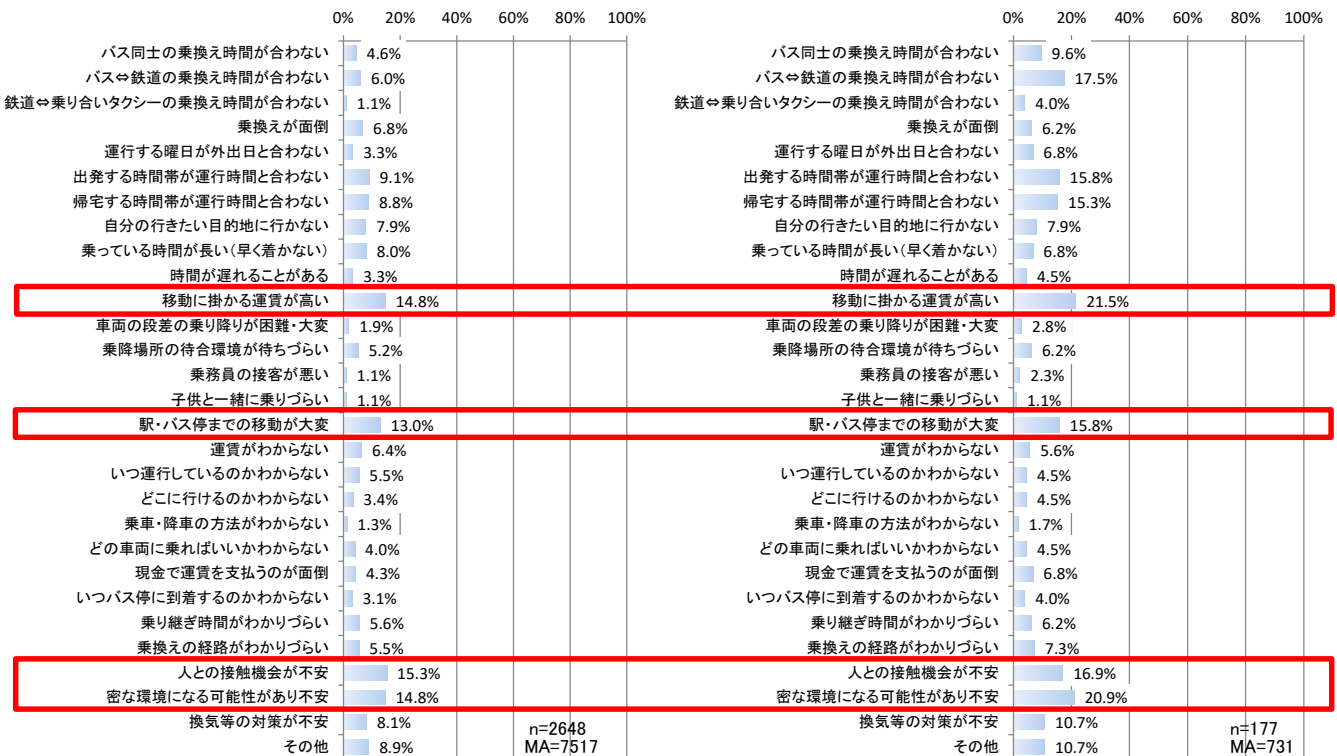 0% 20% 40% 60% 80% 100%
バス同士の乗換え時間が合わない 4.6%
バス⇔鉄道の乗換え時間が合わない 6.0%
鉄道⇔乗り合いタクシーの乗換え時間が合わない 1.1%
乗換えが面倒 6.8%
運行する曜日が外出日と合わない 3.3%
出発する時間帯が運行時間と合わない 9.1%
帰宅する時間帯が運行時間と合わない 8.8%
自分の行きたい目的地に行かない 7.9%
乗っている時間が長い(早く着かない) 8.0%
時間が遅れることがある 3.3%
移動に掛かる運賃が高い 14.8%
車両の段差の乗り降りが困難・大変 1.9%
乗降場所の待合環境が待ちづらい 5.2%
乗務員の接客が悪い 1.1%
子供と一緒に乗りづらい 1.1%
駅・バス停までの移動が大変 13.0%
運賃がわからない 6.4%
いつ運行しているのかわからない 5.5%
どこに行けるのかわからない 3.4%
乗車・降車の方法がわからない 1.3%
どの車両に乗ればいいかわからない 4.0%
現金で運賃を支払うのが面倒 4.3%
いつバス停に到着するのかわからない 3.1%
乗り継ぎ時間がわかりづらい 5.6%
乗換えの経路がわかりづらい 5.5%
人との接触機会が不安 15.3%
密な環境になる可能性があり不安 14.8%
換気等の対策が不安 8.1%
その他 8.9%
n=2648
MA=7517
0% 20% 40% 60% 80% 100%
バス同士の乗換え時間が合わない 9.6%
バス⇔鉄道の乗換え時間が合わない 17.5%
鉄道⇔乗り合いタクシーの乗換え時間が合わない 4.0%
乗換えが面倒 6.2%
運行する曜日が外出日と合わない 6.8%
出発する時間帯が運行時間と合わない 15.8%
帰宅する時間帯が運行時間と合わない 15.3%
自分の行きたい目的地に行かない 7.9%
乗っている時間が長い(早く着かない) 6.8%
時間が遅れることがある 4.5%
移動に掛かる運賃が高い 21.5%
車両の段差の乗り降りが困難・大変 2.8%
乗降場所の待合環境が待ちづらい 6.2%
乗務員の接客が悪い 2.3%
子供と一緒に乗りづらい 1.1%
駅・バス停までの移動が大変 15.8%
運賃がわからない 5.6%
いつ運行しているのかわからない 4.5%
どこに行けるのかわからない 4.5%
乗車・降車の方法がわからない 1.7%
どの車両に乗ればいいかわからない 4.5%
現金で運賃を支払うのが面倒 6.8%
いつバス停に到着するのかわからない 4.0%
乗り継ぎ時間がわかりづらい 6.2%
乗換えの経路がわかりづらい 7.3%
人との接触機会が不安 16.9%
密な環境になる可能性があり不安 20.9%
換気等の対策が不安 10.7%
その他 10.7%
n=177
MA=731